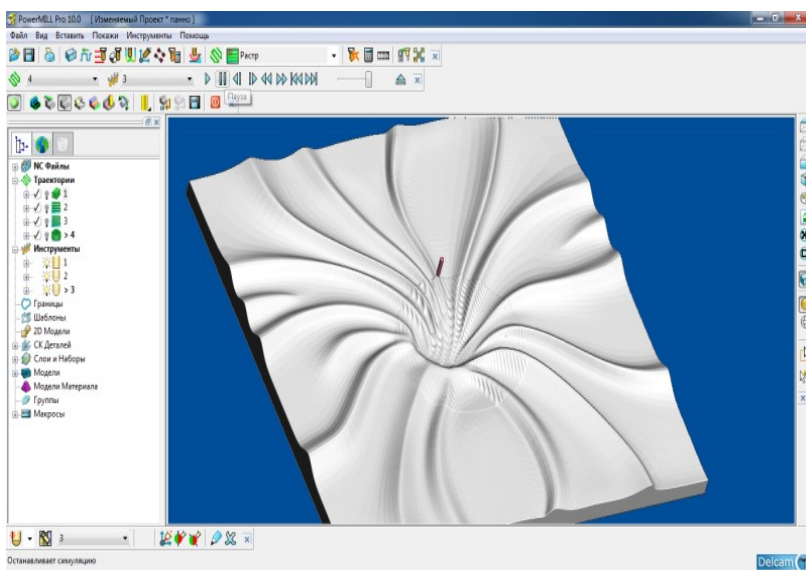 PowerMILL Pro 10.0 [ Изменяемый Проект * панно ]
Файл Вид Вставить Покажи Инструменты Помощь
Растр
4 3
Пауза
NC Файлы
Траектории
1
2
3
> 4
Инструменты
1
2
> 3
Границы
Шаблоны
2D Модели
СК Деталей
Слои и Наборы
Модели
Модели Материала
Группы
Макросы
3
Останавливает симуляцию
Delcam